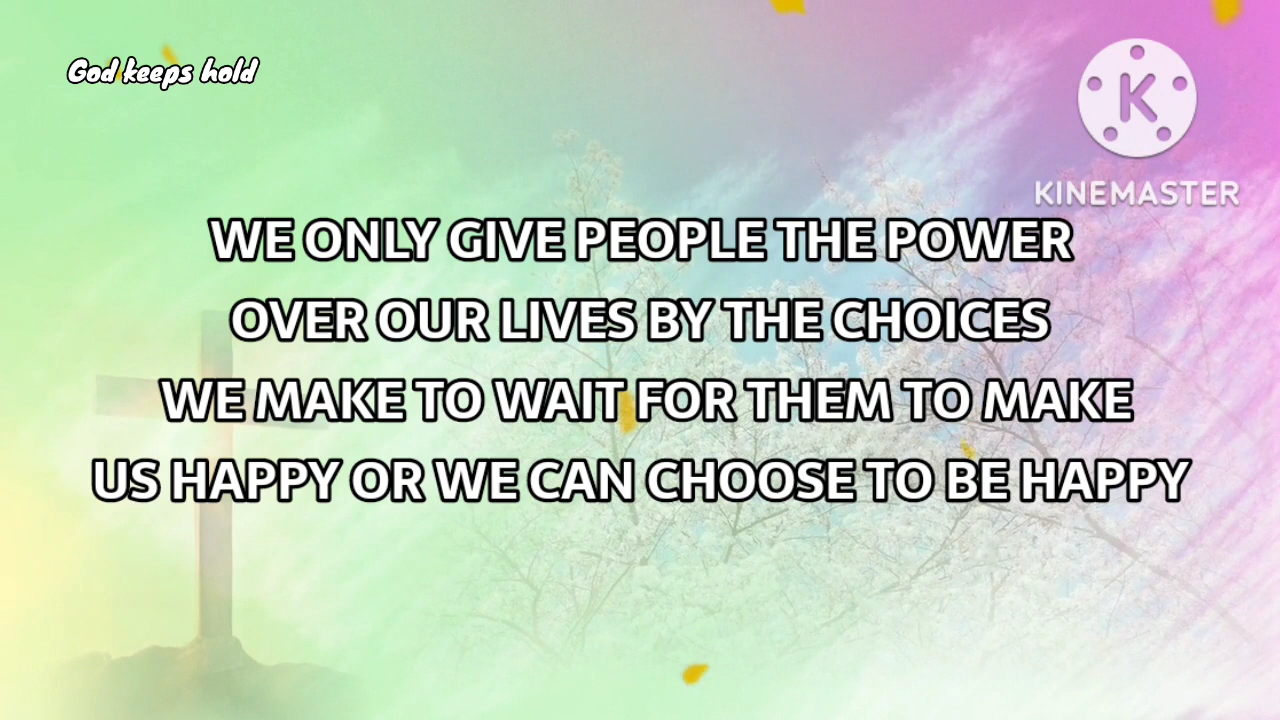 God keeps hold
K
KINEMASTER
WE ONLY GIVE PEOPLE THE POWER
OVER OUR LIVES BY THE CHOICES
WE MAKE TO WAIT FOR THEM TO MAKE
US HAPPY OR WE CAN CHOOSE TO BE HAPPY